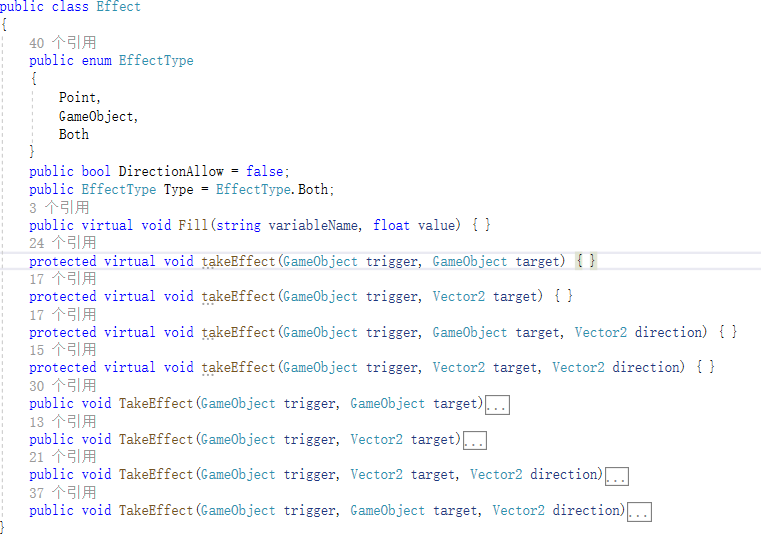 public class Effect
{
40 个引用
public enum EffectType
{
Point,
GameObject,
Both
}
public bool DirectionAllow = false;
public EffectType Type = EffectType.Both;
3 个引用
public virtual void Fill(string variableName, float value) { }
24 个引用
protected virtual void takeEffect(GameObject trigger, GameObject target) { }
17 个引用
protected virtual void takeEffect(GameObject trigger, Vector2 target) { }
17 个引用
protected virtual void takeEffect(GameObject trigger, GameObject target, Vector2 direction) { }
15 个引用
protected virtual void takeEffect(GameObject trigger, Vector2 target, Vector2 direction) { }
30 个引用
public void TakeEffect(GameObject trigger, GameObject target)...
13 个引用
public void TakeEffect(GameObject trigger, Vector2 target)...
21 个引用
public void TakeEffect(GameObject trigger, Vector2 target, Vector2 direction)...
37 个引用
public void TakeEffect(GameObject trigger, GameObject target, Vector2 direction)...
}